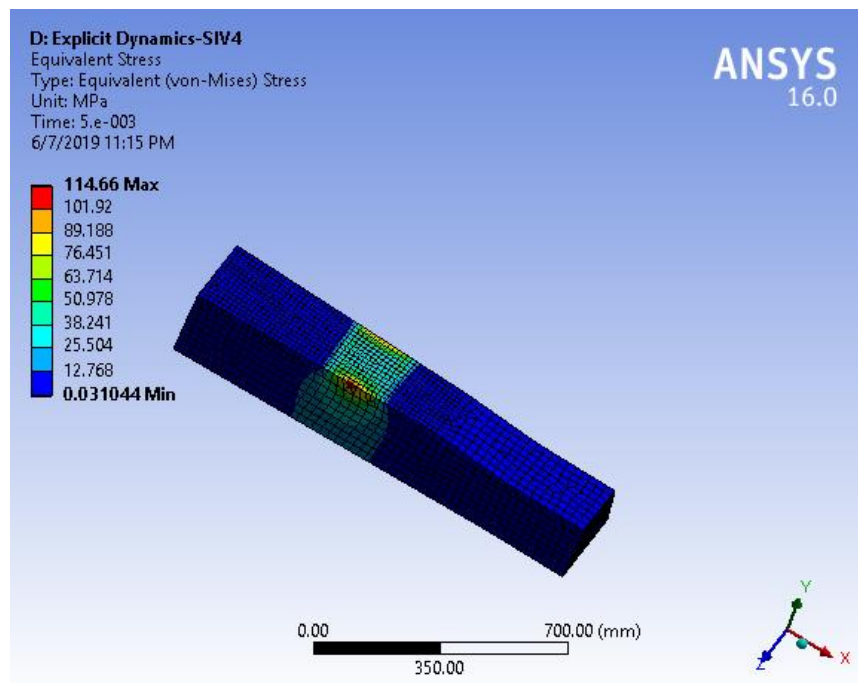 D: Explicit Dynamics-SIV4
Equivalent Stress
Type: Equivalent (von-Mises) Stress
Unit: MPa
Time: 5.e-003
6/7/2019 11:15 PM
ANSYS
16.0
114.66 Max
101.92
89.188
76.451
63.714
50.978
38.241
25.504
12.768
0.031044 Min
0.00
700.00 (mm)
350.00
Y
X
Z